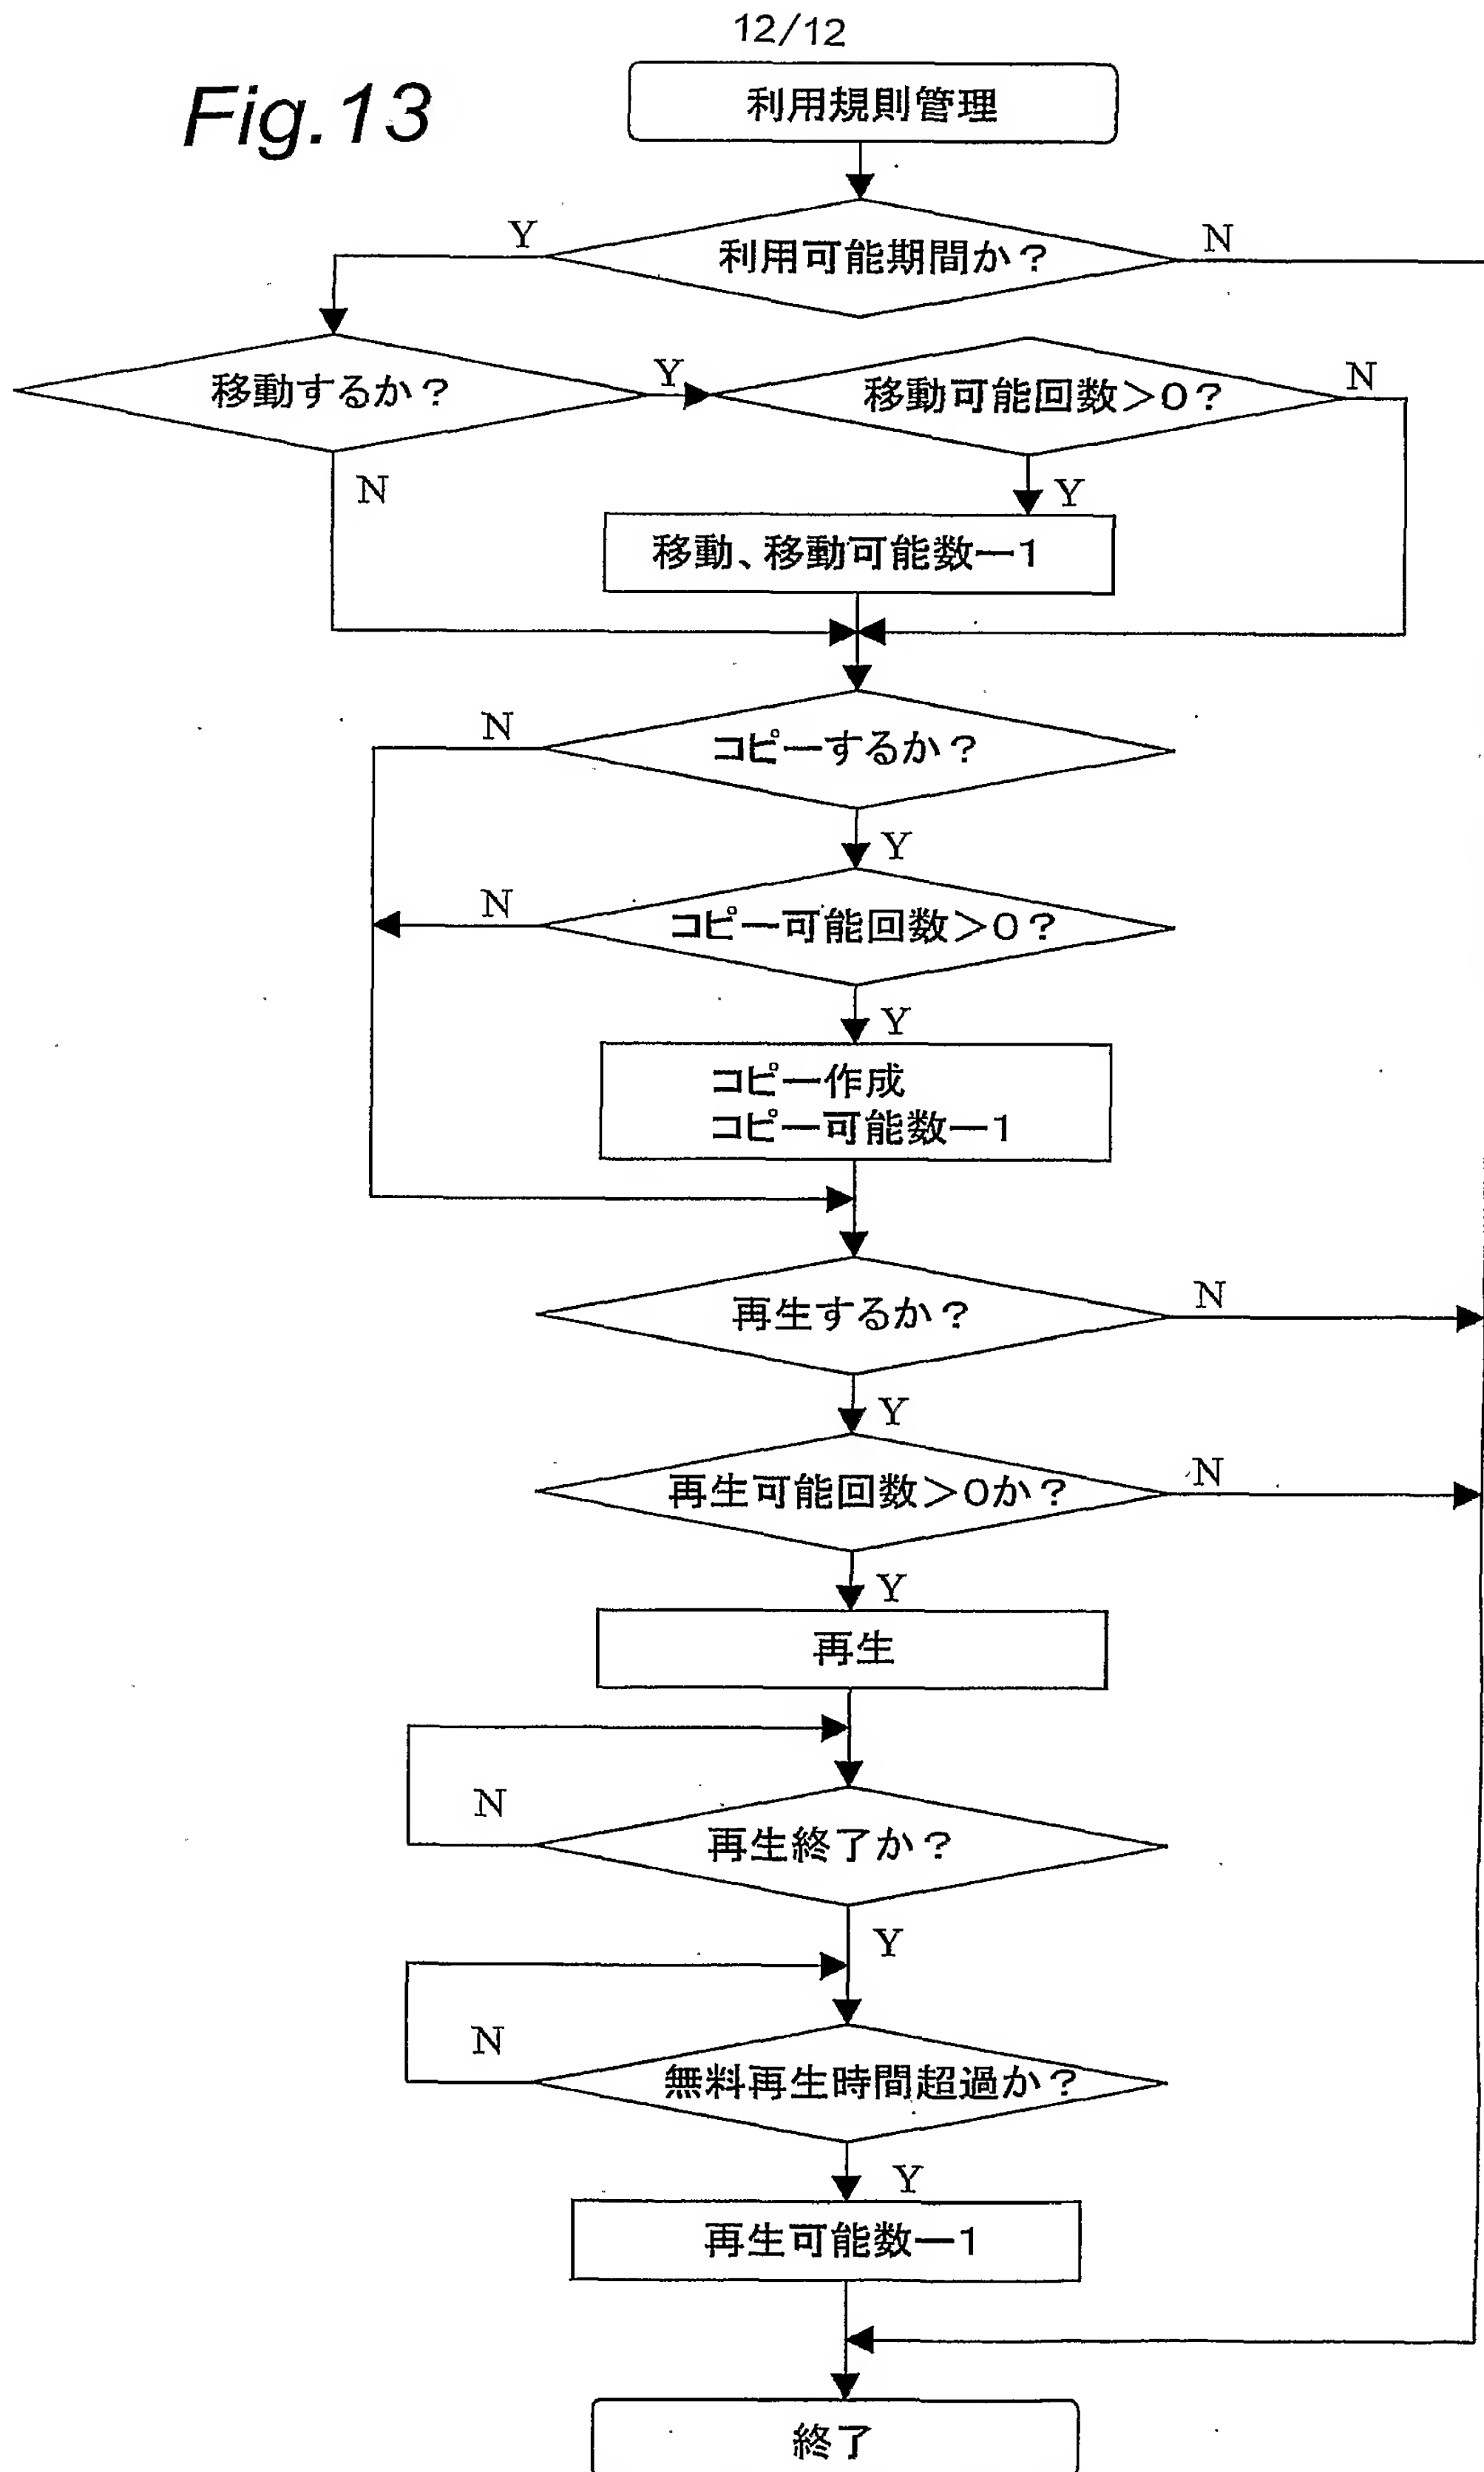 12/12
Fig.13
利用規則管理
利用可能期間か？
Y
N
移動するか？
Y
移動可能回数＞0？
N
N
Y
移動、移動可能数ー1
コピーするか？
N
Y
コピー可能回数＞0？
N
Y
コピー作成
コピー可能数ー1
再生するか？
N
Y
再生可能回数＞0か？
N
Y
再生
再生終了か？
N
Y
無料再生時間超過か？
N
Y
再生可能数ー1
終了